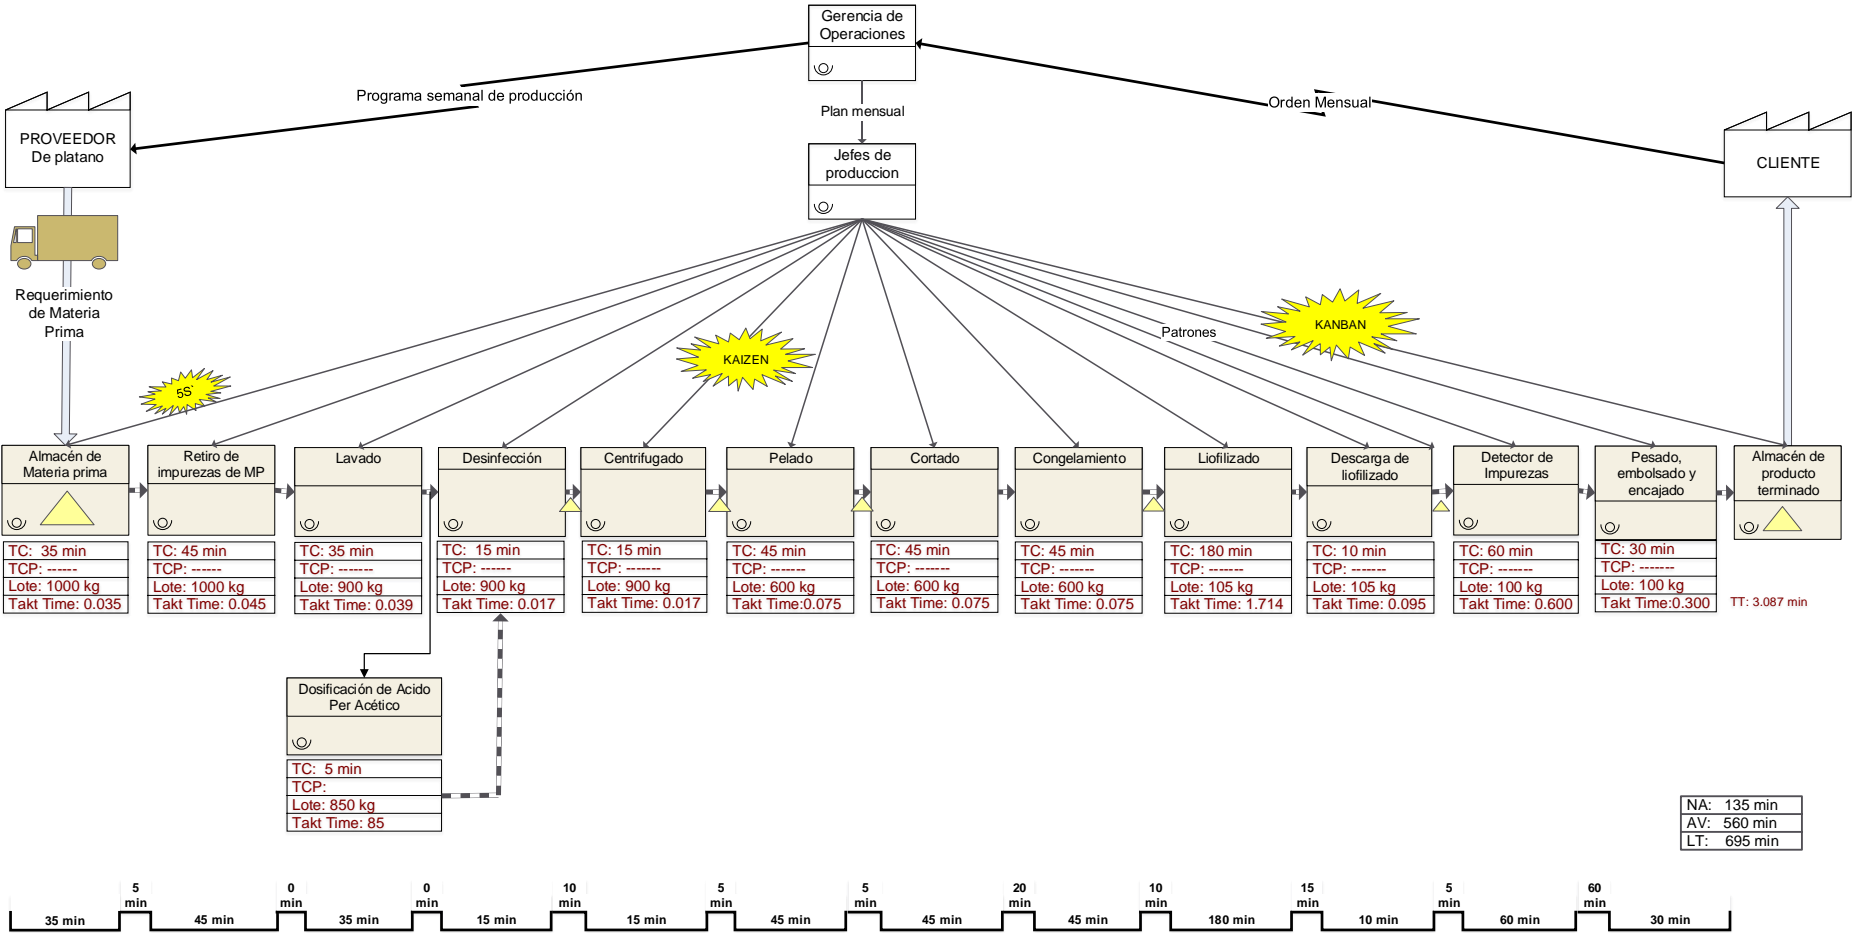 Gerencia de
Operaciones
Programa semanal de producción
Plan mensual
Orden Mensual
PROVEEDOR
De platano
CLIENTE
Jefes de
produccion
Requerimiento
de Materia
Prima
5S`
KAIZEN
Patrones
KANBAN
Almacén de
Materia prima
TC:  35 min
TCP: ------
Lote: 1000 kg
Takt Time: 0.035
Retiro de
impurezas de MP
TC: 45 min
TCP: ------
Lote: 1000 kg
Takt Time: 0.045
Lavado
TC: 35 min
TCP: -------
Lote: 900 kg
Takt Time: 0.039
Desinfección
TC:  15 min
TCP: ------
Lote: 900 kg
Takt Time: 0.017
Centrifugado
TC: 15 min
TCP: -------
Lote: 900 kg
Takt Time: 0.017
Pelado
TC: 45 min
TCP: -------
Lote: 600 kg
Takt Time:0.075
Cortado
TC: 45 min
TCP: -------
Lote: 600 kg
Takt Time: 0.075
Congelamiento
TC: 45 min
TCP: -------
Lote: 600 kg
Takt Time: 0.075
Liofilizado
TC: 180 min
TCP: -------
Lote: 105 kg
Takt Time: 1.714
Descarga de
liofilizado
TC: 10 min
TCP: -------
Lote: 105 kg
Takt Time: 0.095
Detector de
Impurezas
TC: 60 min
TCP: -------
Lote: 100 kg
Takt Time: 0.600
Pesado,
embolsado y
encajado
TC: 30 min
TCP: -------
Lote: 100 kg
Takt Time:0.300
Almacén de
producto
terminado
TT: 3.087 min
Dosificación de Acido
Per Acético
TC:  5 min
TCP:
Lote: 850 kg
Takt Time: 85
NA:   135 min
AV:   560 min
LT:    695 min
35 min
5
min
45 min
0
min
35 min
0
min
15 min
10
min
15 min
5
min
45 min
5
min
45 min
20
min
45 min
10
min
180 min
15
min
10 min
5
min
60 min
60
min
30 min